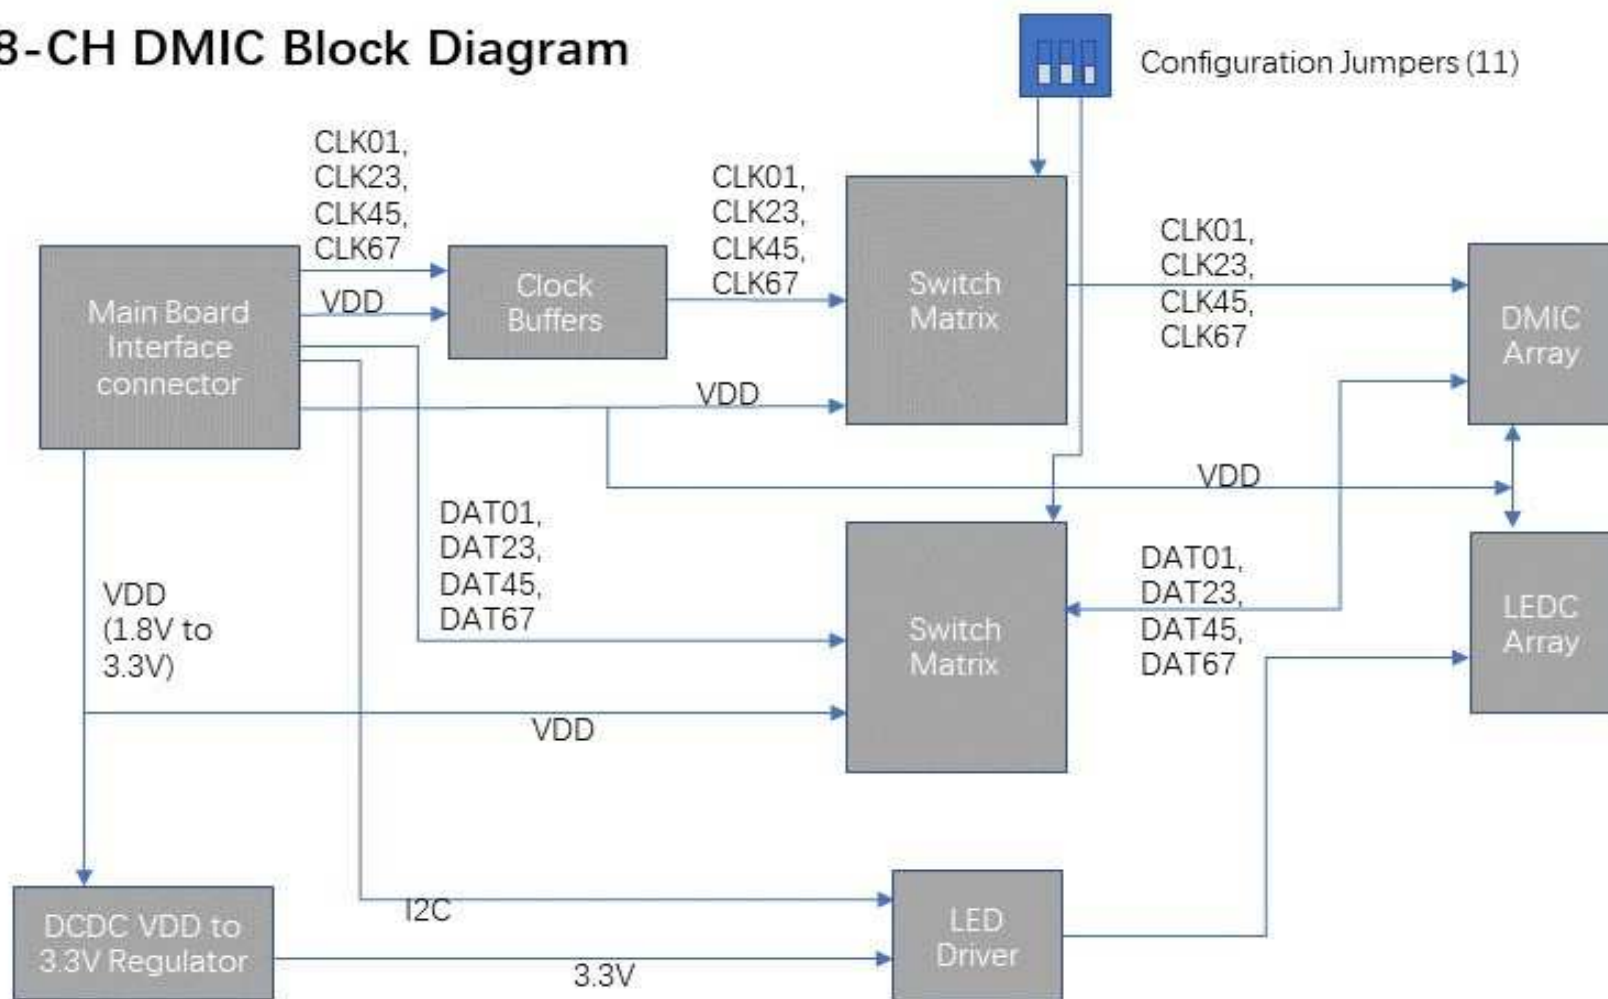 8-CH DMIC Block Diagram
Configuration Jumpers (11)
CLK01,
CLK23,
CLK45,
CLK67
CLK01,
CLK23,
CLK45,
CLK67
CLK01,
CLK23,
CLK45,
CLK67
Main Board
Interface
connector
VDD
Clock
Buffers
Switch
Matrix
DMIC
Array
VDD
VDD
DAT01,
DAT23,
DAT45,
DAT67
VDD
(1.8V to
3.3V)
Switch
Matrix
DAT01,
DAT23,
DAT45,
DAT67
LEDC
Array
VDD
I2C
DCDC VDD to
3.3V Regulator
3.3V
LED
Driver